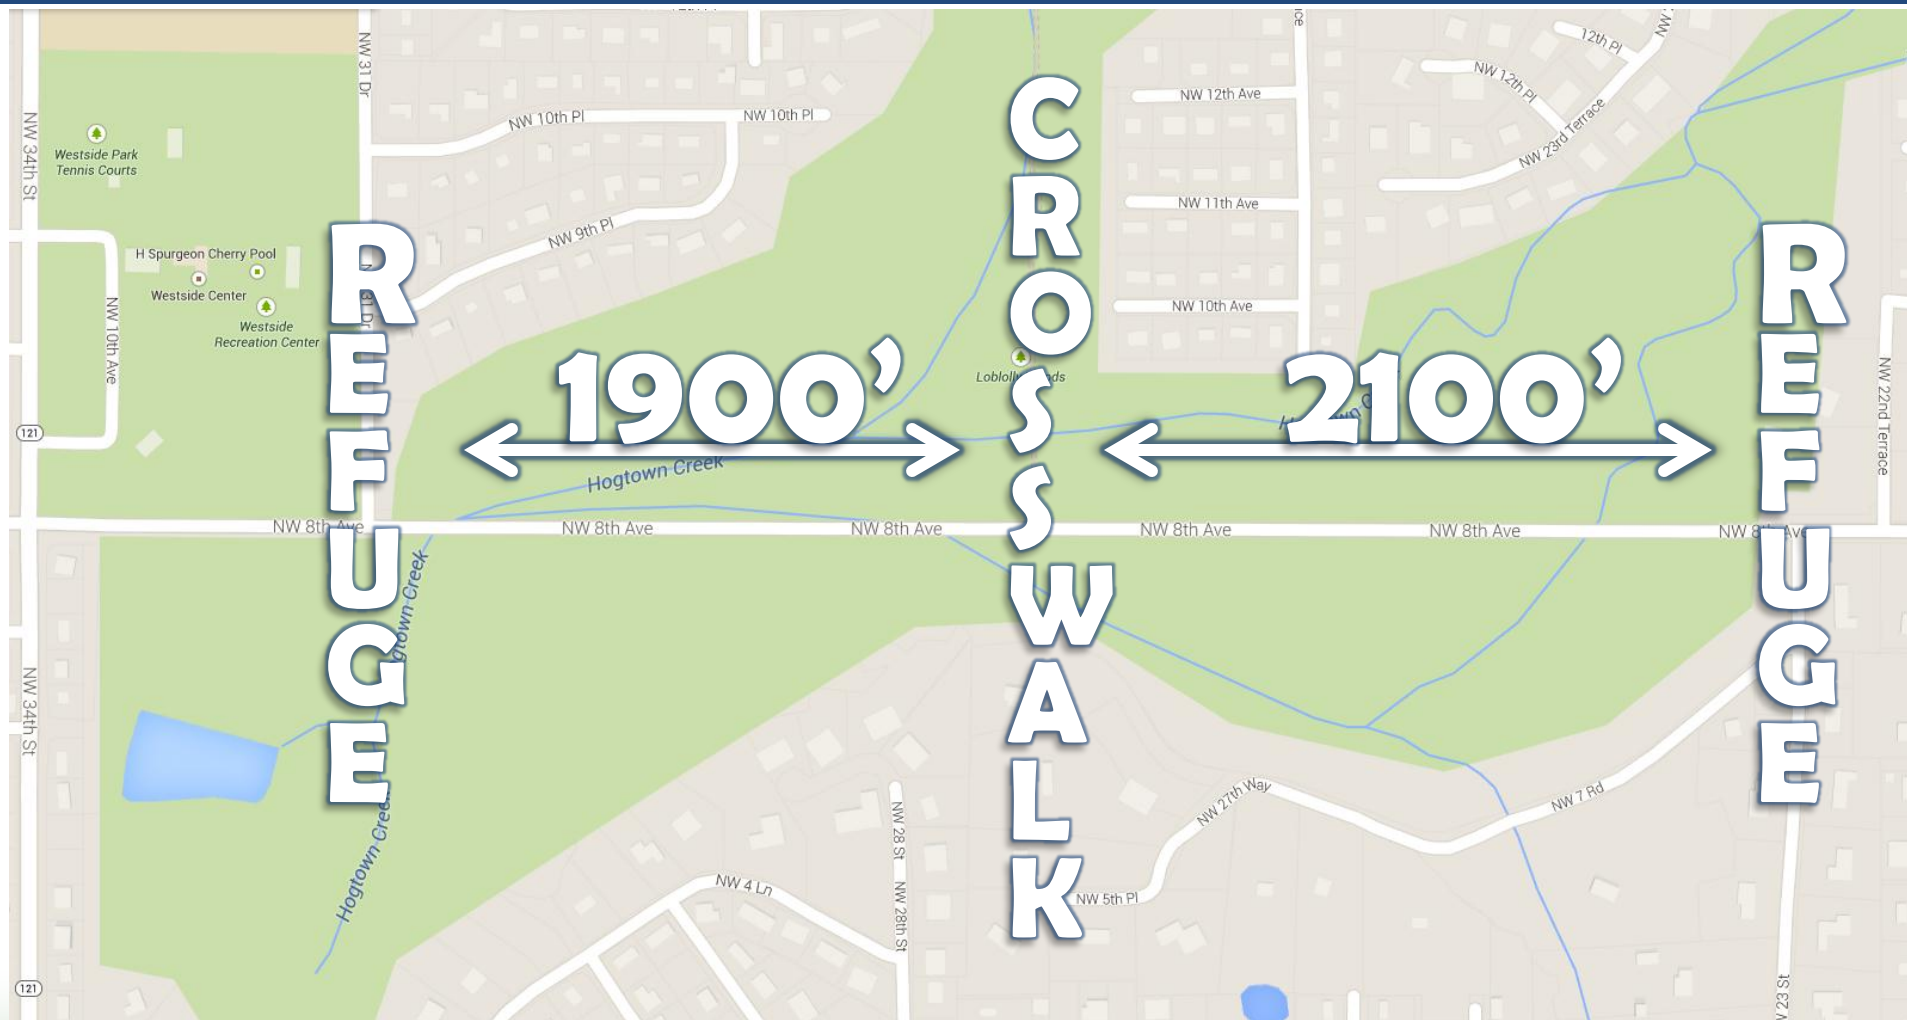 NW 31 Dr
NW 34th St
Westside Park
Tennis Courts
NW 10th Pl
NW 10th Pl
NW 9th Pl
H Spurgeon Cherry Pool
Westside Center
Westside
Recreation Center
NW 10th Ave
121
REFUGE
1900’
CROSSWALK
2100’
REFUGE
NW 12th Ave
NW 11th Ave
NW 10th Ave
12th Pl
NW 12th Pl
NW 23rd Terrace
NW 22nd Terrace
Hogtown Creek
NW 8th Ave
NW 8th Ave
NW 8th Ave
NW 8th Ave
NW 8th Ave
Hogtown Creek
NW 34th St
NW 28 St
NW 28th St
NW 4 Ln
NW 5th Pl
NW 27th Way
NW 7 Rd
121
23 St